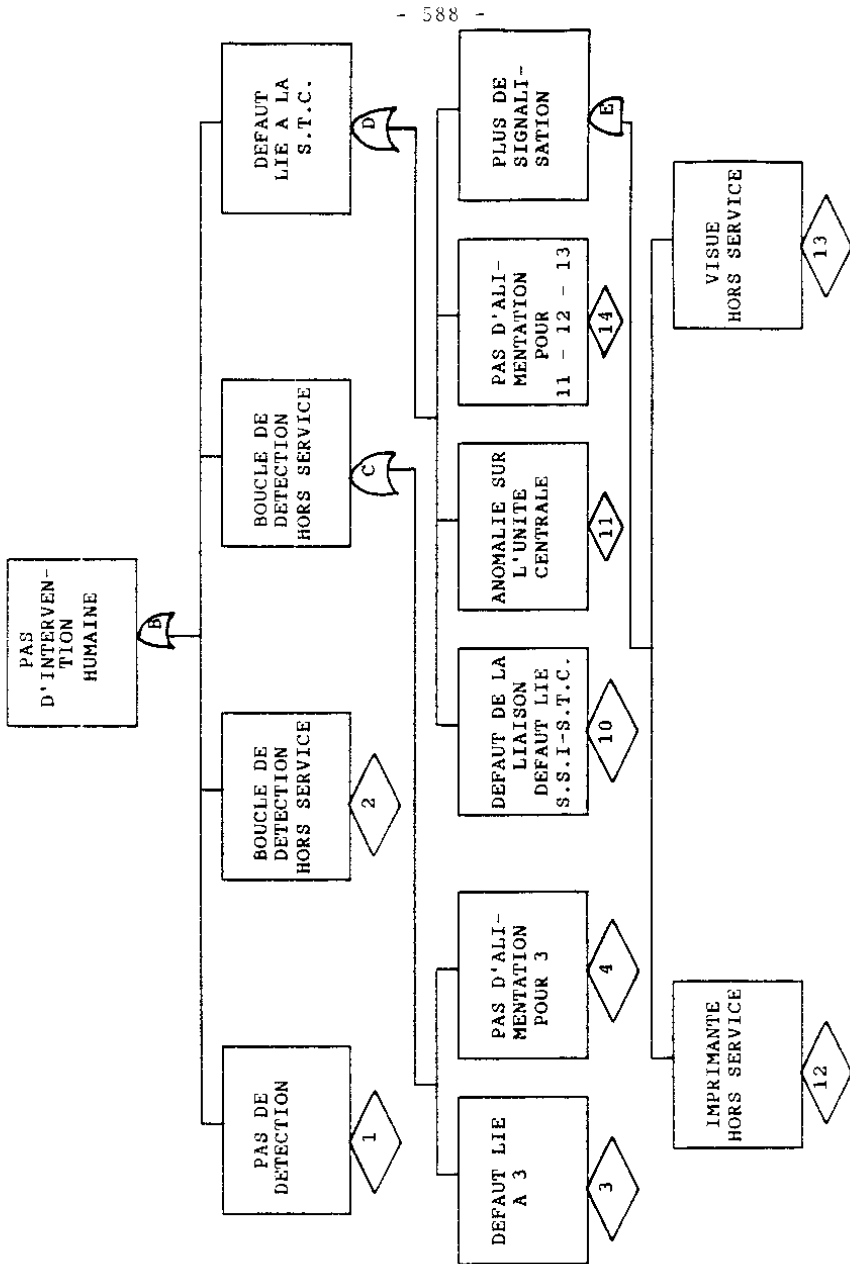 - 588 -
PAS
D'INTERVEN-
TION
HUMAINE
B
PAS DE
DETECTION
1
BOUCLE DE
DETECTION
HORS SERVICE
2
BOUCLE DE
DETECTION
HORS SERVICE
C
DEFAUT
LIE A LA
S.T.C.
D
DEFAUT LIE
A 3
3
PAS D'ALI-
MENTATION
POUR 3
4
DEFAUT DE LA
LIAISON
DEFAUT LIE
S.S.I-S.T.C.
10
ANOMALIE SUR
L'UNITE
CENTRALE
11
PAS D'ALI-
MENTATION
POUR
11 - 12 - 13
14
PLUS DE
SIGNALI-
SATION
E
IMPRIMANTE
HORS SERVICE
12
VISUE
HORS SERVICE
13